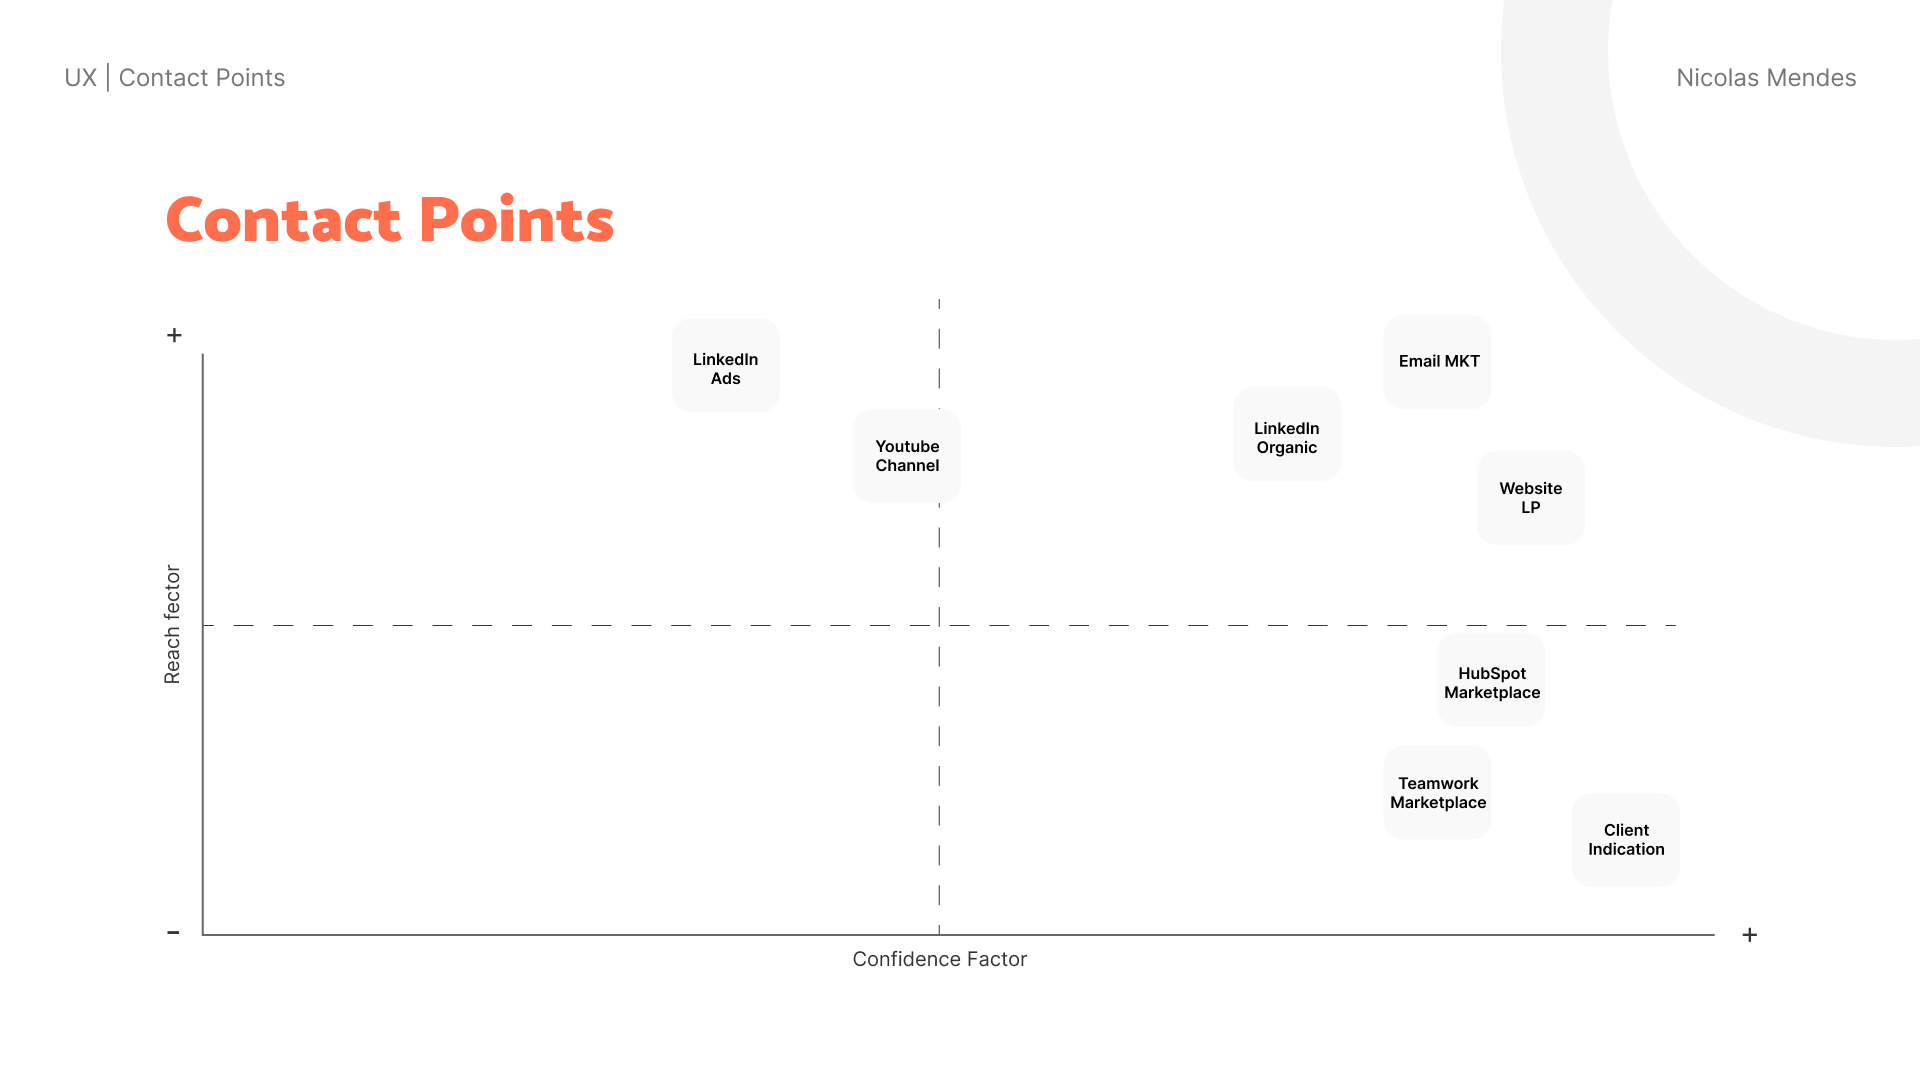 UX | Contact Points
Nicolas Mendes
Contact Points
+
LinkedIn
Ads
Email MKT
LinkedIn
Organic
Youtube
Channel
Website
LP
Reach fector
HubSpot
Marketplace
Teamwork
Marketplace
Client
Indication
-
+
Confidence Factor